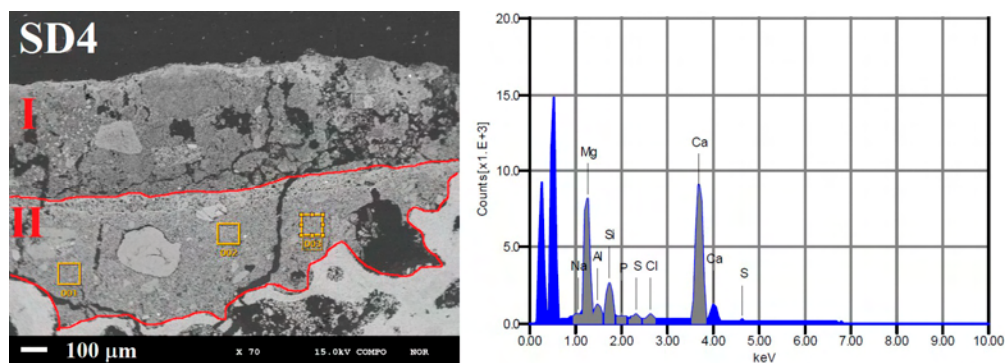 SD4
I
II
001
002
003
100 μm
X 70
15.0kV COMPO
NOR
Counts[x1.E+3]
20.0
15.0
10.0
5.0
0.0
Mg
Na
Al
Si
P
S
Cl
Ca
Ca
S
0.00 1.00 2.00 3.00 4.00 5.00 6.00 7.00 8.00 9.00 10.00
keV